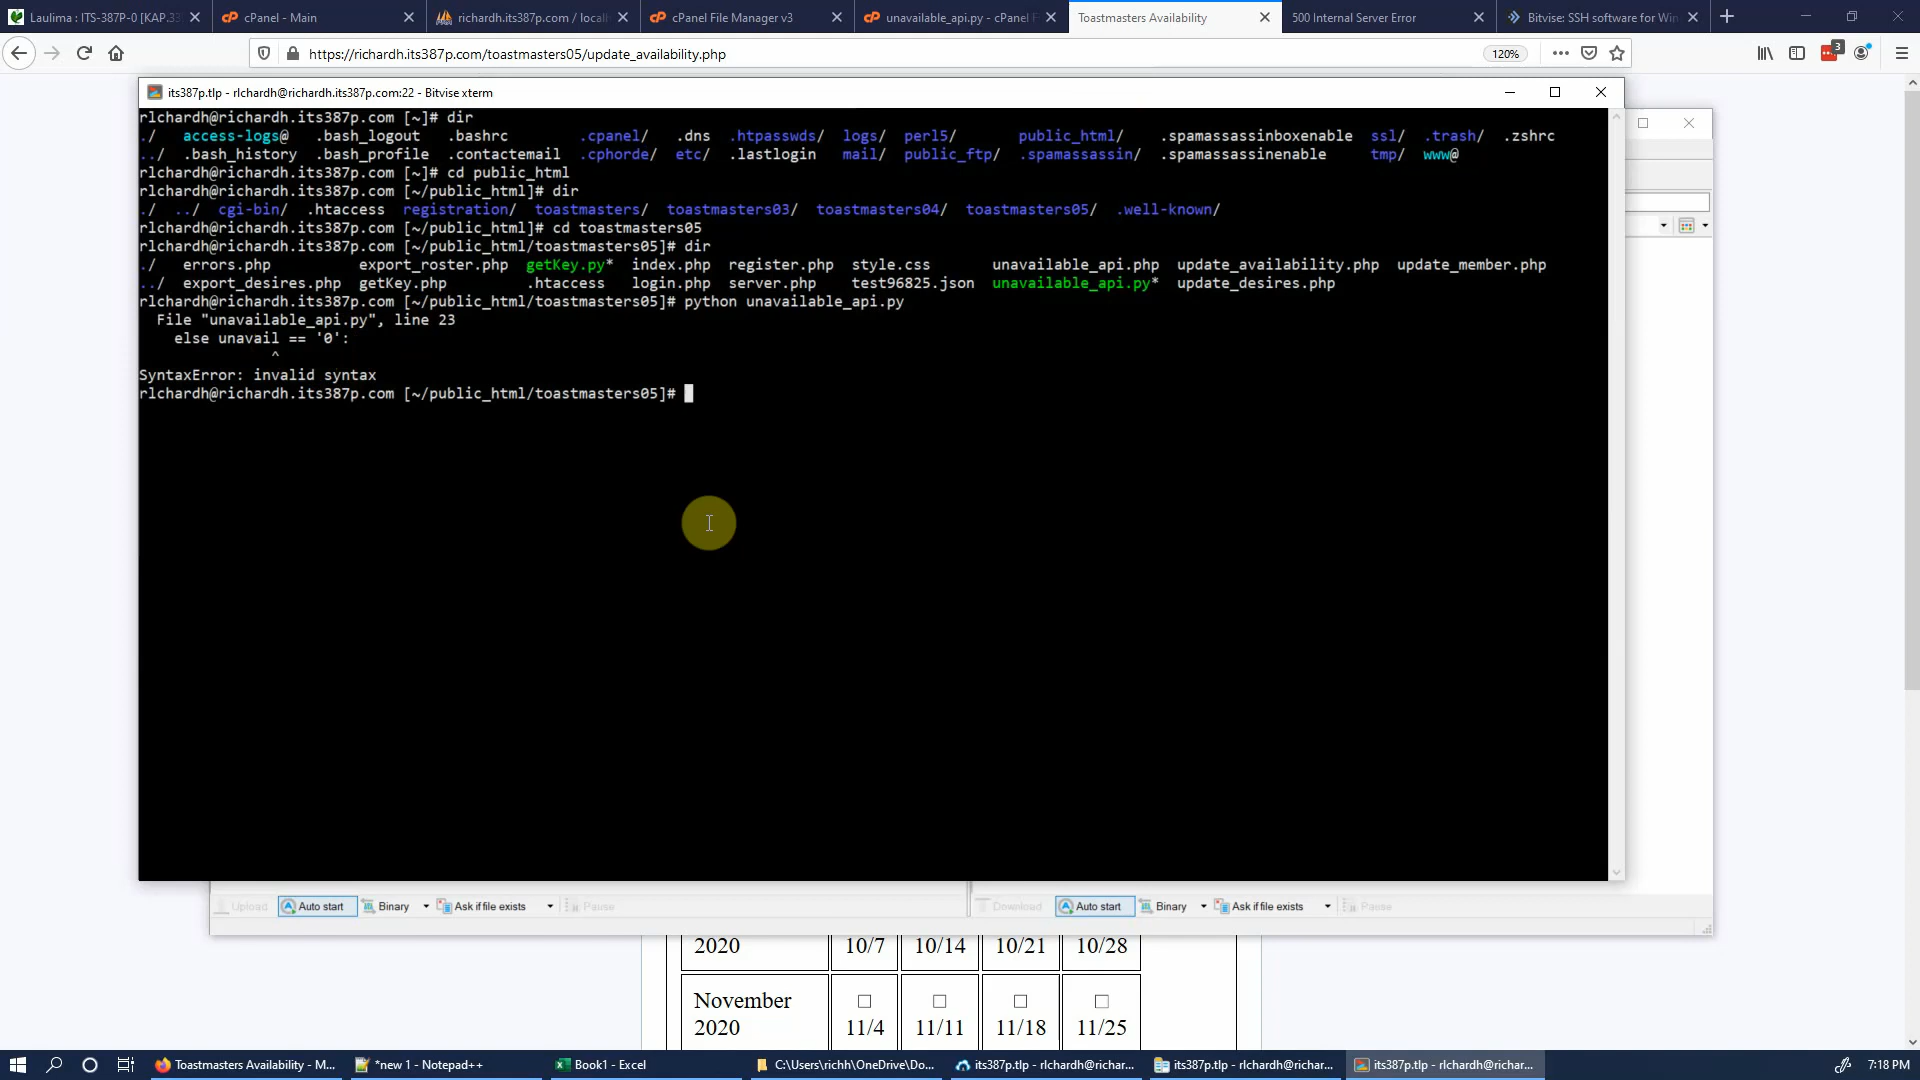 Laulima : ITS-387P-0 [KAP.33
cPanel - Main
richardh.its387p.com / locall
cPanel File Manager v3
unavailable_api.py - cPanel F
Toastmasters Availability
500 Internal Server Error
Bitvise: SSH software for Win
https://richardh.its387p.com/toastmasters05/update_availability.php
120%
3
its387p.tlp - rlchardh@richardh.its387p.com:22 - Bitvise xterm
rlchardh@richardh.its387p.com [~]# dir
./ access-logs@ .bash_logout .bashrc .cpanel/ .dns .htpasswds/ logs/ perl5/ public_html/ .spamassassinboxenable ssl/ .trash/ .zshrc
../ .bash_history .bash_profile .contactemail .cphorde/ etc/ .lastlogin mail/ public_ftp/ .spamassassin/ .spamassassinenable tmp/ www@
rlchardh@richardh.its387p.com [~]# cd public_html
rlchardh@richardh.its387p.com [~/public_html]# dir
./ ../ cgi-bin/ .htaccess registration/ toastmasters/ toastmasters03/ toastmasters04/ toastmasters05/ .well-known/
rlchardh@richardh.its387p.com [~/public_html]# cd toastmasters05
rlchardh@richardh.its387p.com [~/public_html/toastmasters05]# dir
./ errors.php export_roster.php getKey.py* index.php register.php style.css unavailable_api.php update_availability.php update_member.php
../ export_desires.php getKey.php .htaccess login.php server.php test96825.json unavailable_api.py* update_desires.php
rlchardh@richardh.its387p.com [~/public_html/toastmasters05]# python unavailable_api.py
File "unavailable_api.py", line 23
else unavail == '0':
^
SyntaxError: invalid syntax
rlchardh@richardh.its387p.com [~/public_html/toastmasters05]#
Upload Auto start Binary Ask if file exists Pause
Download Auto start Binary Ask if file exists Pause
2020 10/7 10/14 10/21 10/28
November
2020 11/4 11/11 11/18 11/25
Toastmasters Availability - M...
*new 1 - Notepad++
Book1 - Excel
C:\Users\richh\OneDrive\Do...
its387p.tlp - rlchardh@richar...
its387p.tlp - rlchardh@richar...
its387p.tlp - rlchardh@richar...
7:18 PM